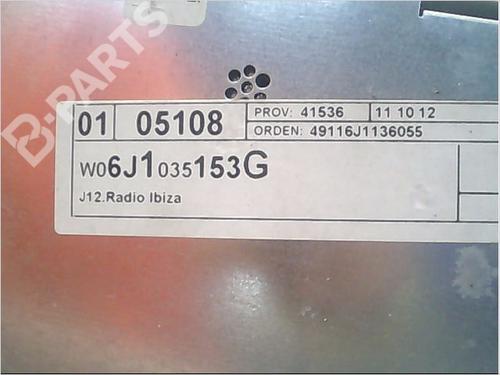 B-PARTS
01 05108 PROV: 41536 11 10 12
ORDEN: 49116J1136055
W06J1035153G
J12.Radio Ibiza